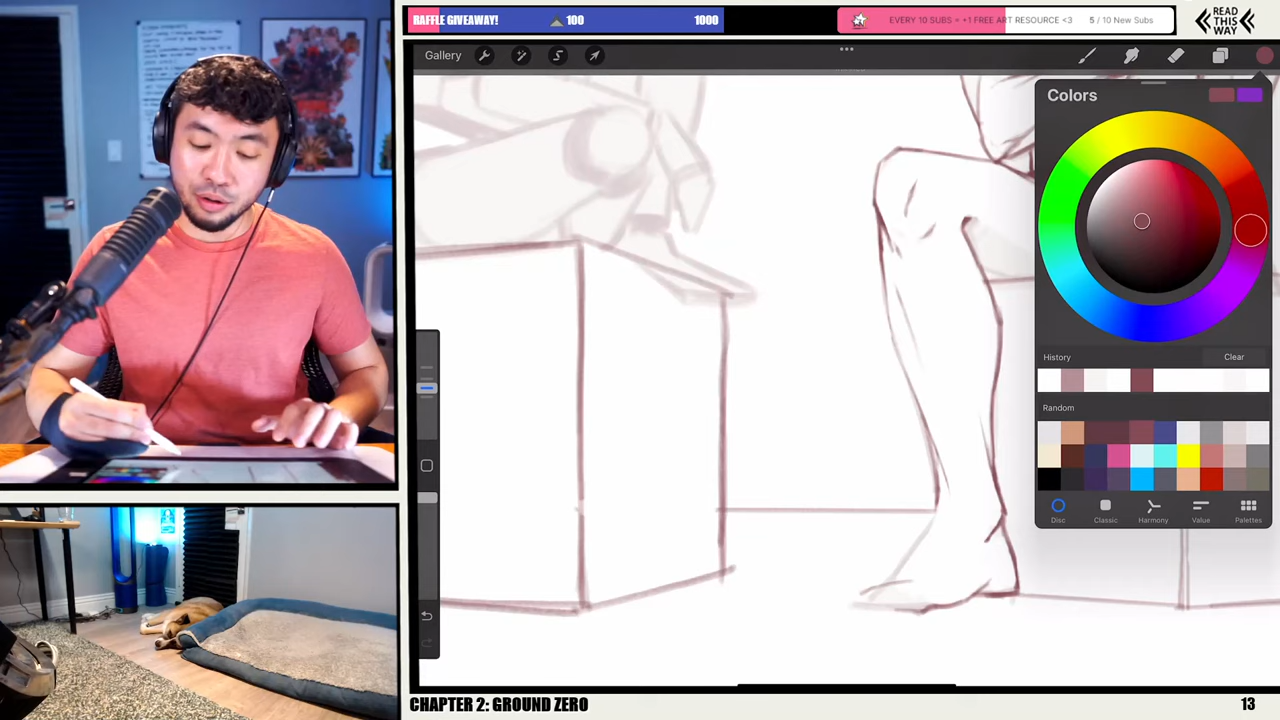 RAFFLE GIVEAWAY!
100
1000
EVERY 10 SUBS = +1 FREE ART RESOURCE <3
5 / 10 New Subs
READ
THIS
WAY
Gallery
Colors
History
Clear
Random
Disc
Classic
Harmony
Value
Palettes
CHAPTER 2: GROUND ZERO
13